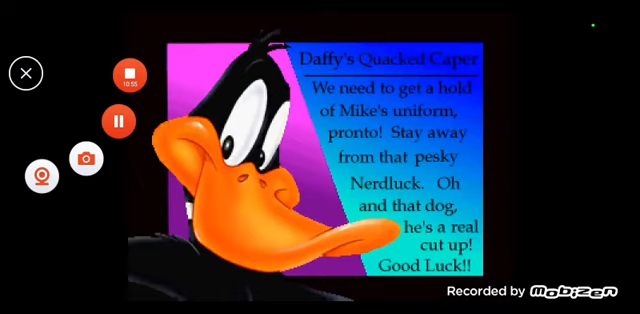 Daffy's Quacked Caper
We need to get a hold
of Mike's uniform,
pronto! Stay away
from that pesky
Nerdluck. Oh
and that dog,
he's a real
cut up!
Good Luck!!
10:55
Recorded by Mobizen